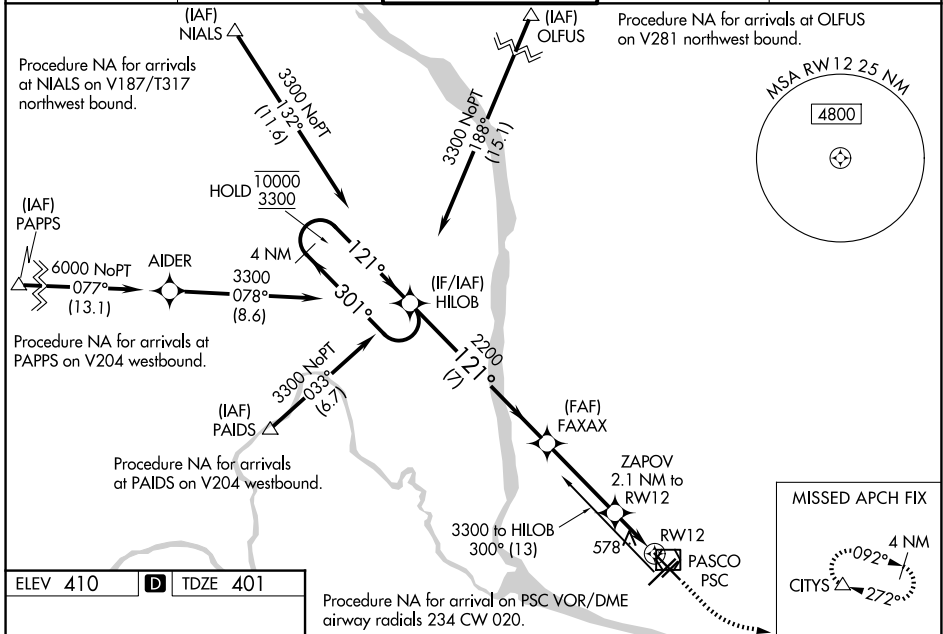 (IAF)
NIALS
(IAF)
OLFUS
Procedure NA for arrivals at OLFUS
on V281 northwest bound.
Procedure NA for arrivals
at NIALS on V187/T317
northwest bound.
3300 NoPT
132°
(11.6)
3300 NoPT
188°
(15.1)
MSA RW12 25 NM
4800
HOLD
10000
3300
(IAF)
PAPPS
6000 NoPT
077°
(13.1)
AIDER
3300
078°
(8.6)
4 NM
121°
301°
(IF/IAF)
HILOB
Procedure NA for arrivals at
PAPPS on V204 westbound.
3300 NoPT
033°
(6.7)
(IAF)
PAIDS
2200
121°
(7)
(FAF)
FAXAX
Procedure NA for arrivals
at PAIDS on V204 westbound.
ZAPOV
2.1 NM to
RW12
3300 to HILOB
300° (13)
578
RW12
PASCO
PSC
MISSED APCH FIX
4 NM
092°
CITYS
272°
ELEV 410 D TDZE 401
Procedure NA for arrival on PSC VOR/DME
airway radials 234 CW 020.